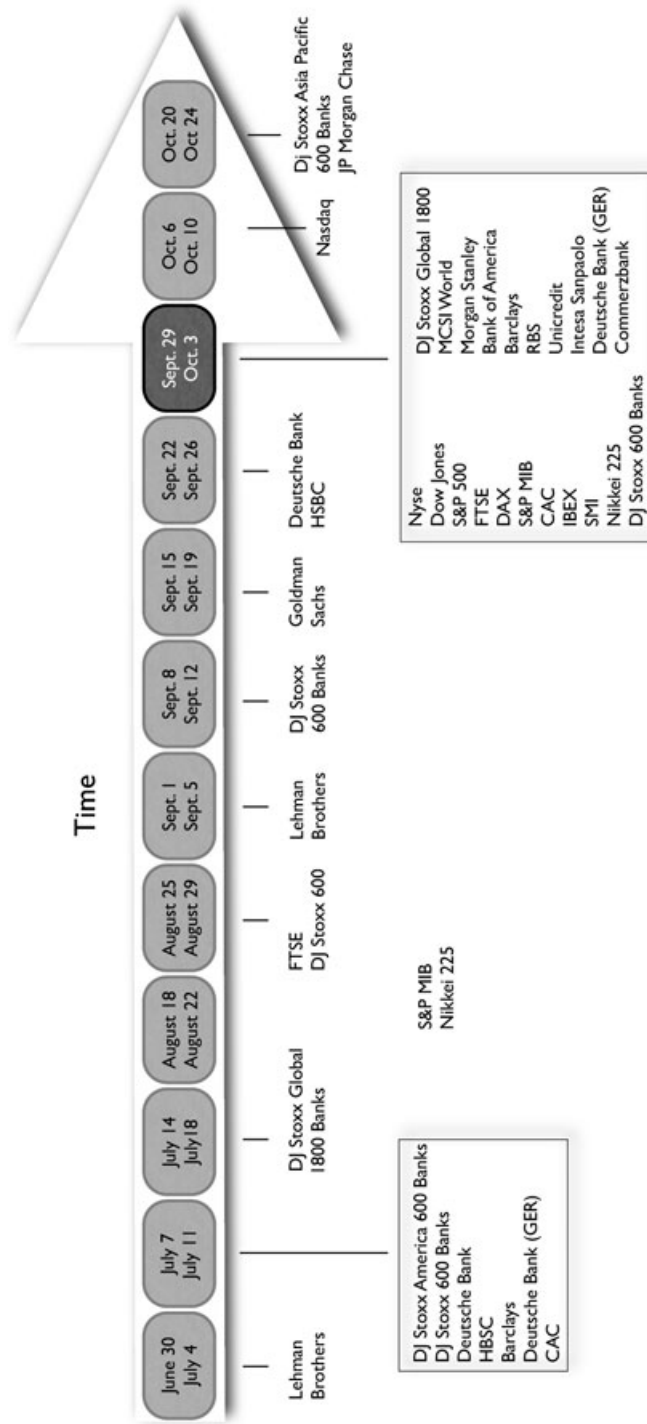 Time
June 30
July 4
July 7
July 11
July 14
July18
August 18
August 22
August 25
August 29
Sept. 1
Sept. 5
Sept. 8
Sept. 12
Sept. 15
Sept. 19
Sept. 22
Sept. 26
Sept. 29
Oct. 3
Oct. 6
Oct. 10
Oct. 20
Oct 24
Lehman
Brothers
DJ Stoxx Global
1800 Banks
FTSE
DJ Stoxx 600
Lehman
Brothers
DJ Stoxx
600 Banks
Goldman
Sachs
Deutsche Bank
HSBC
Nasdaq
Dj Stoxx Asia Pacific
600 Banks
JP Morgan Chase
DJ Stoxx America 600 Banks
DJ Stoxx 600 Banks
Deutsche Bank
HBSC
Barclays
Deutsche Bank (GER)
CAC
S&P MIB
Nikkei 225
Nyse
Dow Jones
S&P 500
FTSE
DAX
S&P MIB
CAC
IBEX
SMI
Nikkei 225
DJ Stoxx 600 Banks
DJ Stoxx Global 1800
MCSI World
Morgan Stanley
Bank of America
Barclays
RBS
Unicredit
Intesa Sanpaolo
Deutsche Bank (GER)
Commerzbank